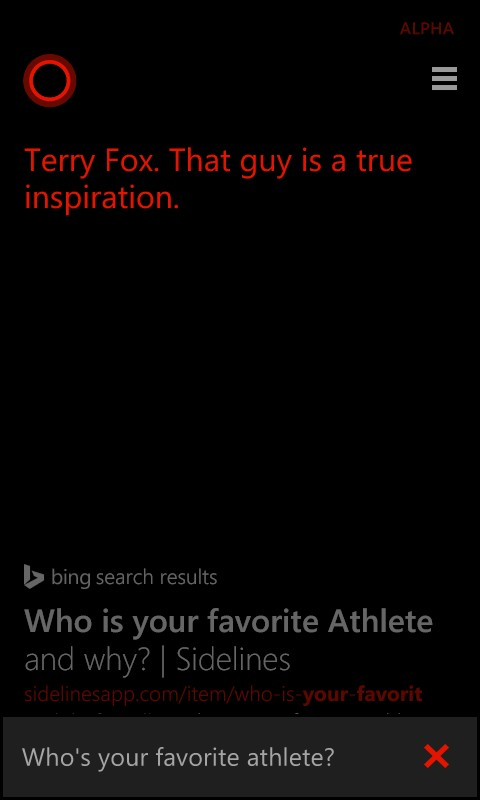 ALPHA
Terry Fox. That guy is a true
inspiration.
bing search results
Who is your favorite Athlete
and why? | Sidelines
sidelinesapp.com/item/who-is-your-favorit
Who's your favorite athlete?